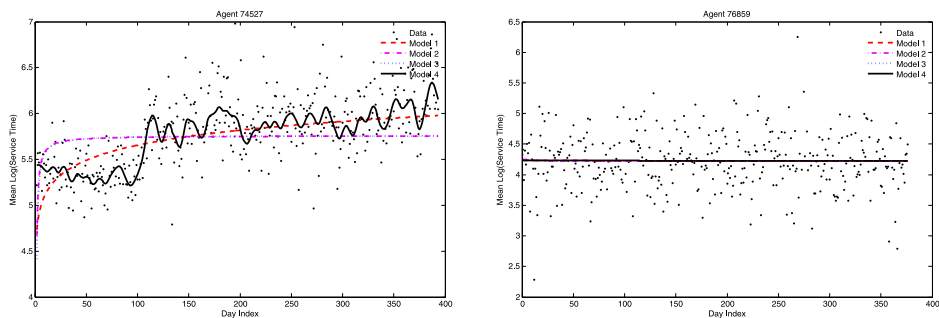 Agent 74527
7
6.5
6
5.5
5
4.5
4
Mean Log(Service Time)
0 50 100 150 200 250 300 350 400
Day Index
Data
Model 1
Model 2
Model 3
Model 4
Agent 76859
6.5
6
5.5
5
4.5
4
3.5
3
2.5
2
Mean Log(Service Time)
0 50 100 150 200 250 300 350 400
Day Index
Data
Model 1
Model 2
Model 3
Model 4